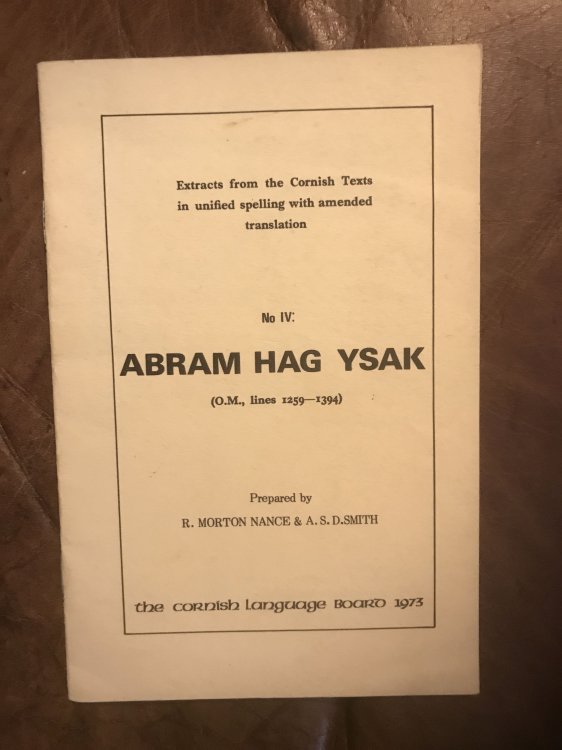 Extracts from the Cornish Texts
in unified spelling with amended
translation
No IV:
ABRAM HAG YSAK
(O.M., lines 1259—1394)
Prepared by
R. MORTON NANCE & A. S. D.SMITH
the cornish language Board 1973